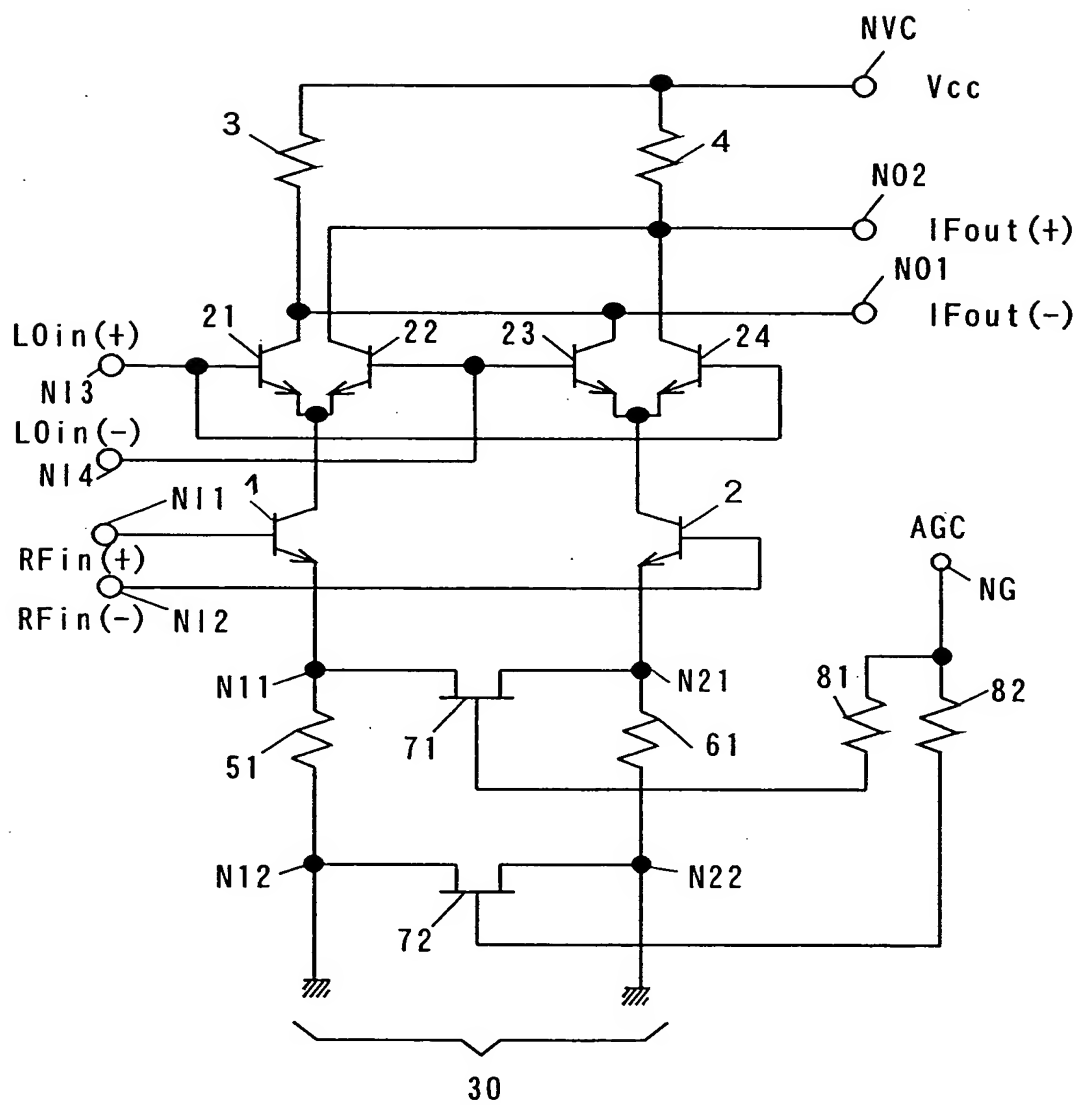 NVC
Vcc
3
4
NO2
IFout(+)
NO1
IFout(-)
LOin(+)
21
22
23
24
NI3
LOin(-)
NI4
NI1
1
2
RFin(+)
AGC
NG
RFin(-)
NI2
N11
N21
81
82
51
71
61
N12
N22
72
30